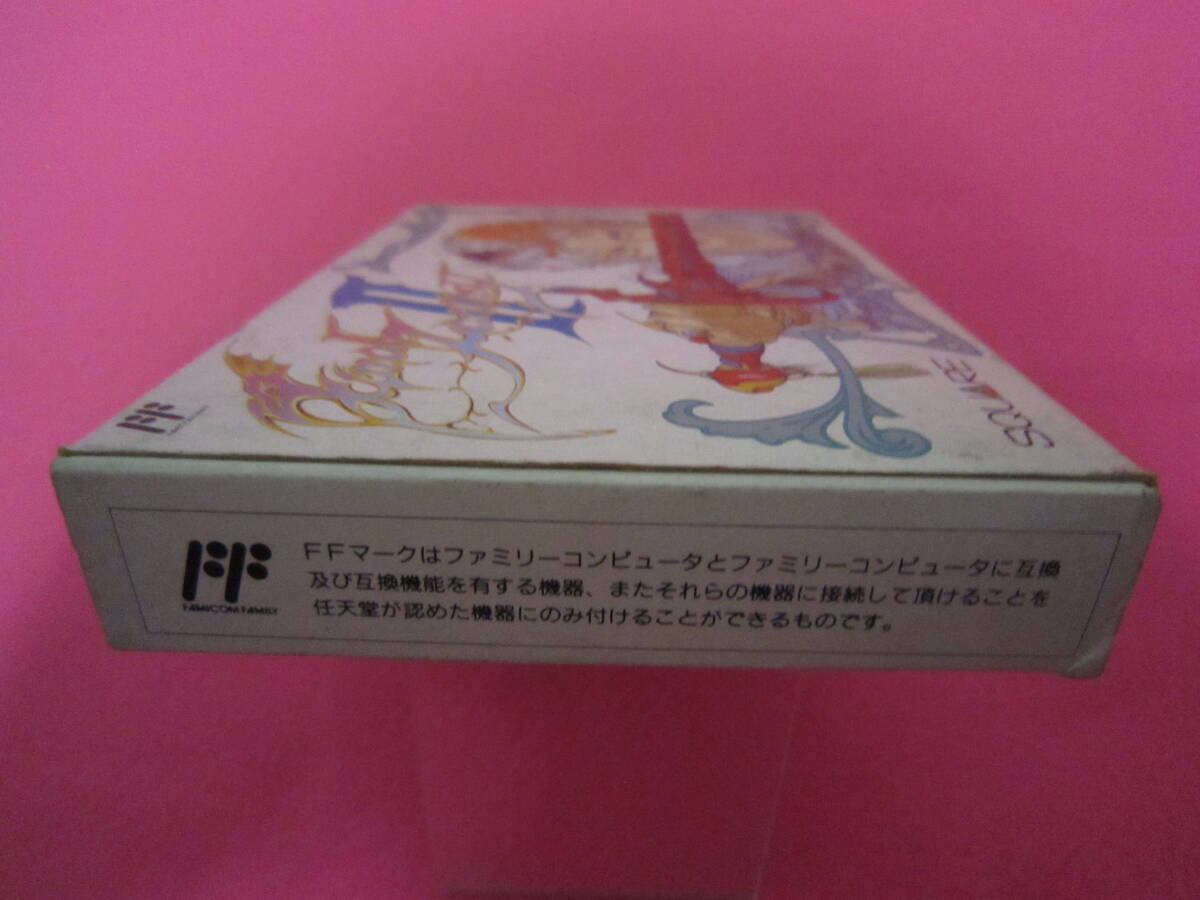 SQUARE
Final Fantasy II
FF
FAMICOM FAMILY
FFマークはファミリーコンピュータとファミリーコンピュータに互換
及び互換機能を有する機器、またそれらの機器に接続して頂けることを
任天堂が認めた機器にのみ付けることができるものです。